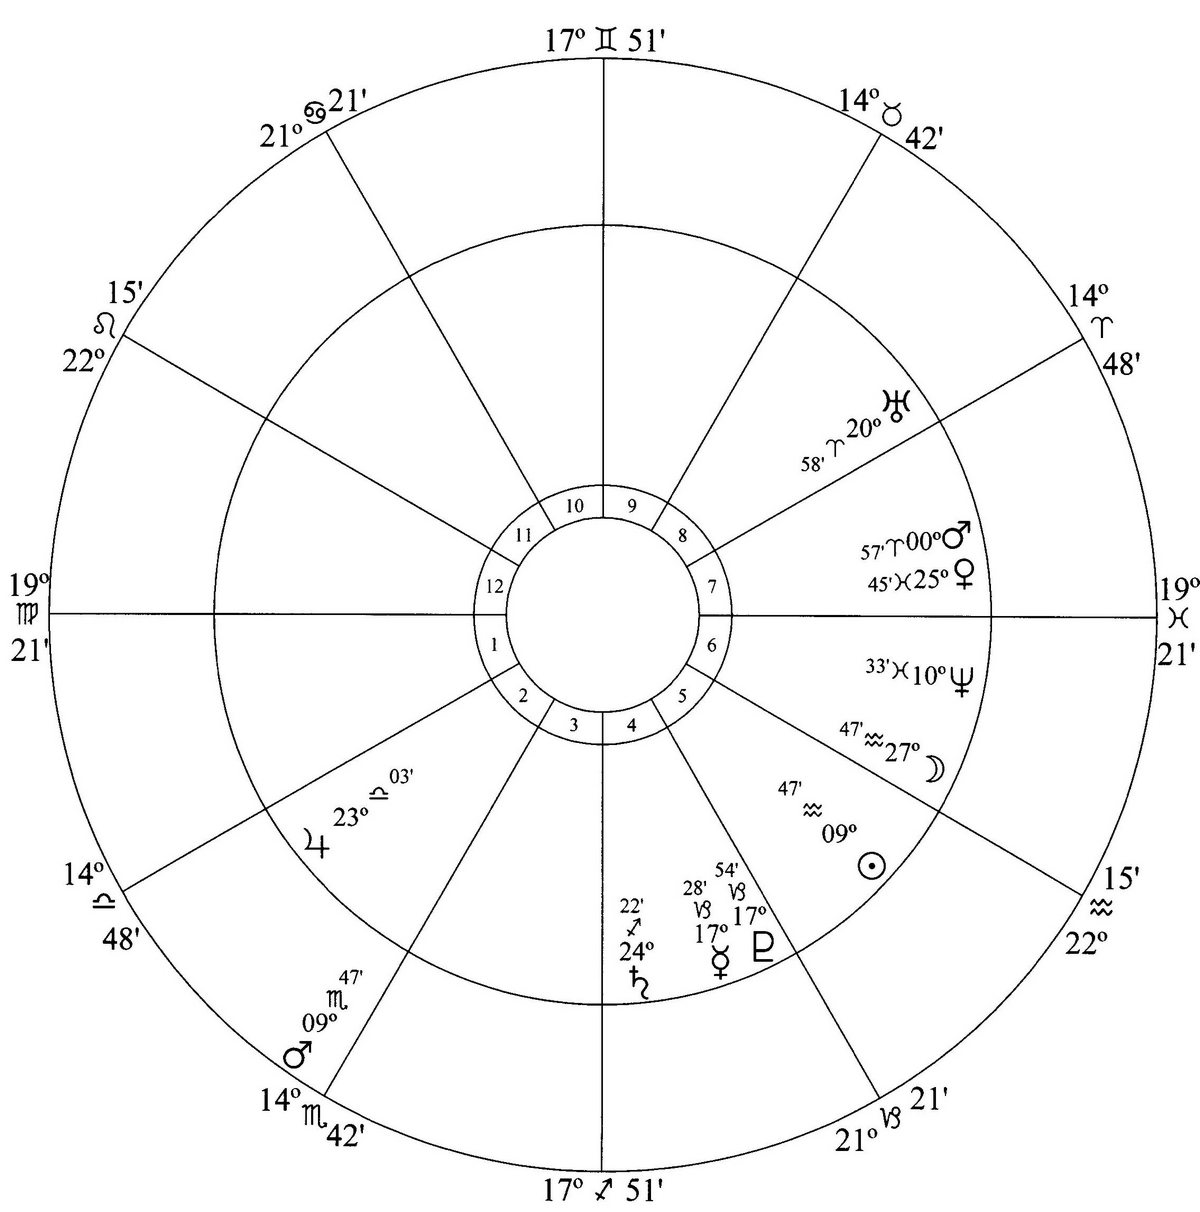 17º ♊ 51'
14º ♉ 42'
21º ♋ 21'
15'
♌
22º
14º
♈
48'
♅
20º
♈
58'
10
9
11
8
12
7
57' ♈ 00º ♂
45' ♓ 25º ♀
19º
♍
21'
19º
♓
21'
1
6
2
5
3
4
33' ♓ 10º ♆
47' ♒ 27º ☽
47'
♒
09º
☉
03'
♎
23º
♃
14º
♎
48'
15'
♒
22º
54'
♑
17º
♇
28'
♑
17º
☿
22'
♐
24º
♄
47'
♏
09º
♂
14º ♏ 42'
21º ♑ 21'
17º ♐ 51'